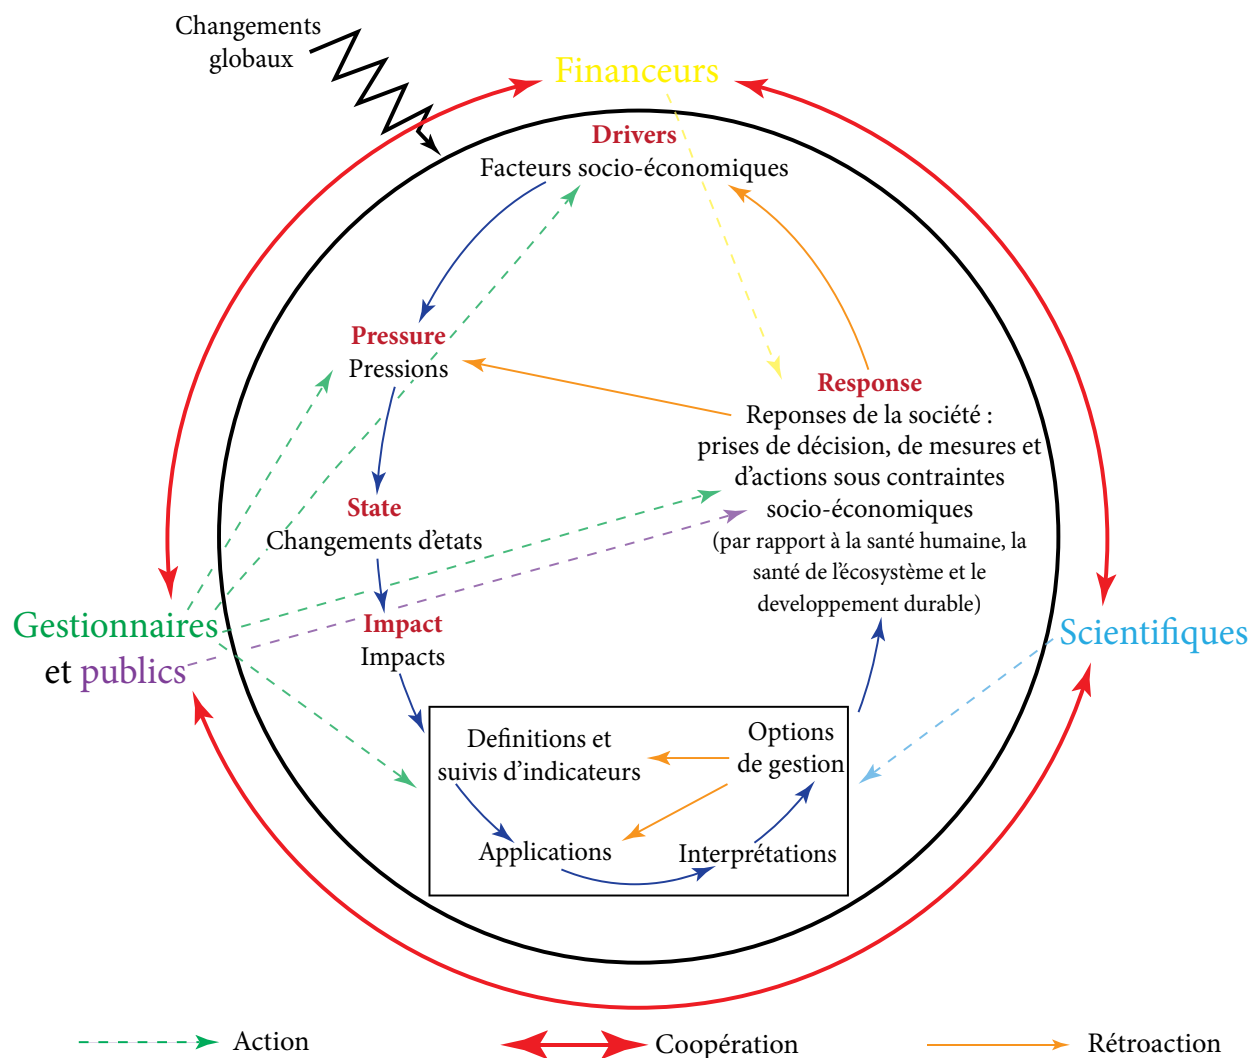 Changements
globaux
Financeurs
Drivers
Facteurs socio-économiques
Pressure
Pressions
Response
Reponses de la société :
prises de décision, de mesures et
d'actions sous contraintes
socio-économiques
(par rapport à la santé humaine, la
santé de l'écosystème et le
developpement durable)
State
Changements d'etats
Impact
Impacts
Gestionnaires
et publics
Scientifiques
Definitions et
suivis d'indicateurs
Options
de gestion
Applications
Interprétations
Action
Coopération
Rétroaction